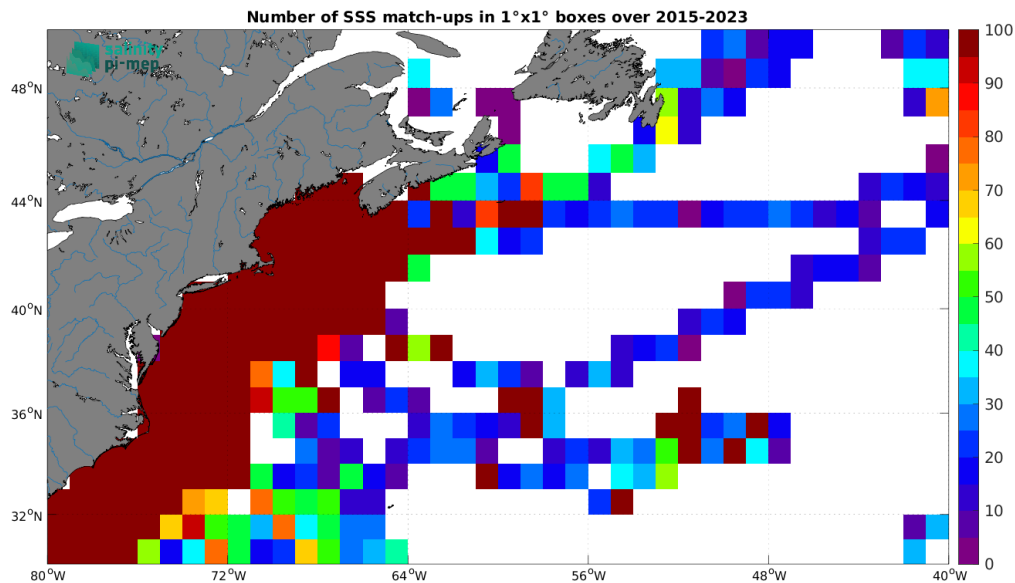 Number of SSS match-ups in 1°x1° boxes over 2015-2023
salinity
pi-mep
48°N
44°N
40°N
36°N
32°N
80°W 72°W 64°W 56°W 48°W 40°W
100
90
80
70
60
50
40
30
20
10
0